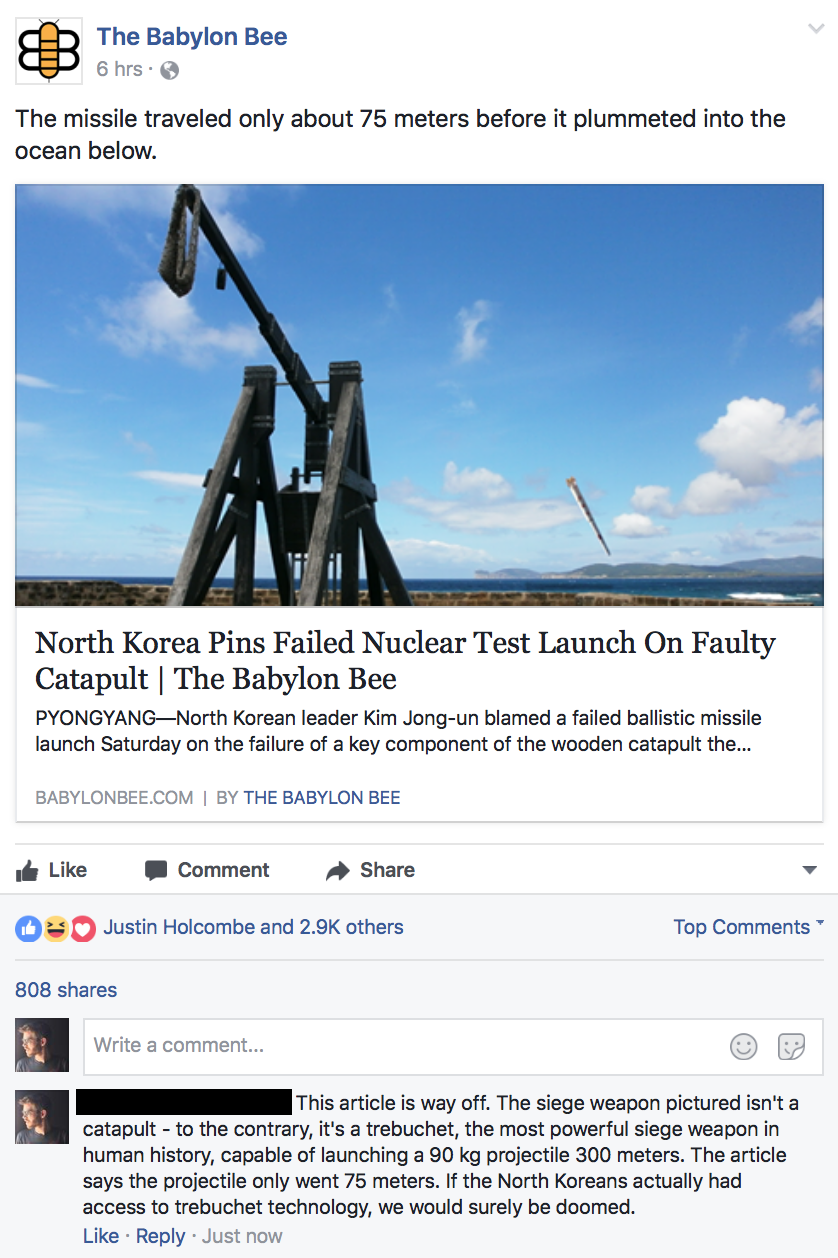 The Babylon Bee
6 hrs ·
The missile traveled only about 75 meters before it plummeted into the
ocean below.
North Korea Pins Failed Nuclear Test Launch On Faulty
Catapult | The Babylon Bee
PYONGYANG—North Korean leader Kim Jong-un blamed a failed ballistic missile
launch Saturday on the failure of a key component of the wooden catapult the...
BABYLONBEE.COM | BY THE BABYLON BEE
Like Comment Share
Justin Holcombe and 2.9K others Top Comments
808 shares
Write a comment...
This article is way off. The siege weapon pictured isn't a
catapult - to the contrary, it's a trebuchet, the most powerful siege weapon in
human history, capable of launching a 90 kg projectile 300 meters. The article
says the projectile only went 75 meters. If the North Koreans actually had
access to trebuchet technology, we would surely be doomed.
Like · Reply · Just now